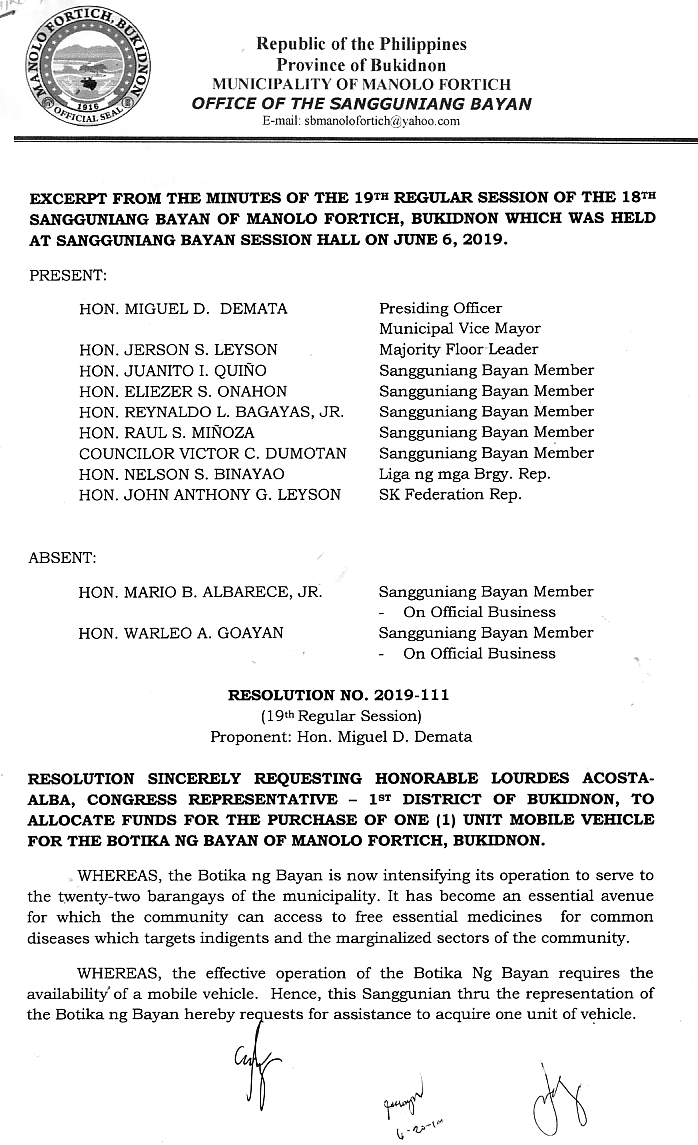 MANOLO FORTICH, BUKIDNON
1916
OFFICIAL SEAL
Republic of the Philippines
Province of Bukidnon
MUNICIPALITY OF MANOLO FORTICH
OFFICE OF THE SANGGUNIANG BAYAN
E-mail: sbmanolofortich@yahoo.com
EXCERPT FROM THE MINUTES OF THE 19TH REGULAR SESSION OF THE 18TH
SANGGUNIANG BAYAN OF MANOLO FORTICH, BUKIDNON WHICH WAS HELD
AT SANGGUNIANG BAYAN SESSION HALL ON JUNE 6, 2019.
PRESENT:
HON. MIGUEL D. DEMATA Presiding Officer
Municipal Vice Mayor
HON. JERSON S. LEYSON Majority Floor Leader
HON. JUANITO I. QUIÑO Sangguniang Bayan Member
HON. ELIEZER S. ONAHON Sangguniang Bayan Member
HON. REYNALDO L. BAGAYAS, JR. Sangguniang Bayan Member
HON. RAUL S. MIÑOZA Sangguniang Bayan Member
COUNCILOR VICTOR C. DUMOTAN Sangguniang Bayan Member
HON. NELSON S. BINAYAO Liga ng mga Brgy. Rep.
HON. JOHN ANTHONY G. LEYSON SK Federation Rep.
ABSENT:
HON. MARIO B. ALBARECE, JR. Sangguniang Bayan Member
- On Official Business
HON. WARLEO A. GOAYAN Sangguniang Bayan Member
- On Official Business
RESOLUTION NO. 2019-111
(19th Regular Session)
Proponent: Hon. Miguel D. Demata
RESOLUTION SINCERELY REQUESTING HONORABLE LOURDES ACOSTA-
ALBA, CONGRESS REPRESENTATIVE – 1ST DISTRICT OF BUKIDNON, TO
ALLOCATE FUNDS FOR THE PURCHASE OF ONE (1) UNIT MOBILE VEHICLE
FOR THE BOTIKA NG BAYAN OF MANOLO FORTICH, BUKIDNON.
WHEREAS, the Botika ng Bayan is now intensifying its operation to serve to
the twenty-two barangays of the municipality. It has become an essential avenue
for which the community can access to free essential medicines for common
diseases which targets indigents and the marginalized sectors of the community.
WHEREAS, the effective operation of the Botika Ng Bayan requires the
availability of a mobile vehicle. Hence, this Sanggunian thru the representation of
the Botika ng Bayan hereby requests for assistance to acquire one unit of vehicle.